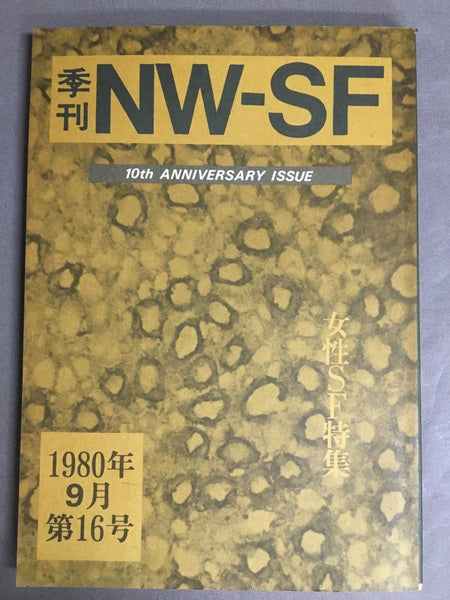 季刊 NW-SF
10th ANNIVERSARY ISSUE
女性SF特集
1980年
9月
第16号